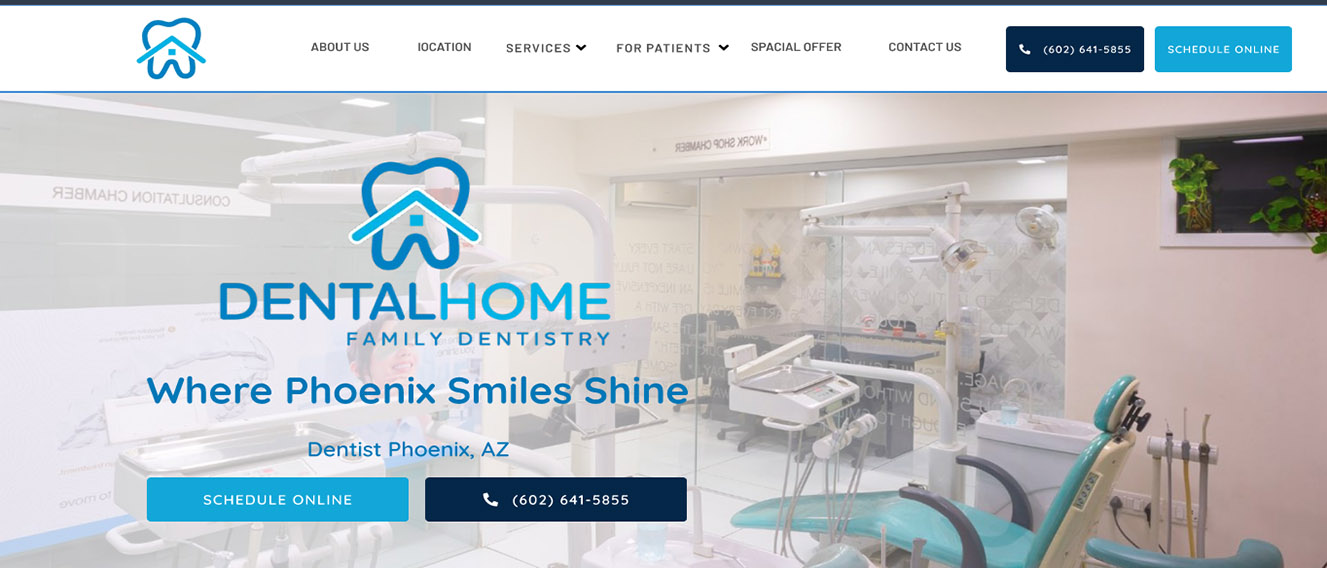 ABOUT US
lOCATION
SERVICES
FOR PATIENTS
SPACIAL OFFER
CONTACT US
(602) 641-5855
SCHEDULE ONLINE
"WORK SHOP CHAMBER
CONSULTATION CHAMBER
DENTALHOME
FAMILY DENTISTRY
Where Phoenix Smiles Shine
Dentist Phoenix, AZ
SCHEDULE ONLINE
(602) 641-5855